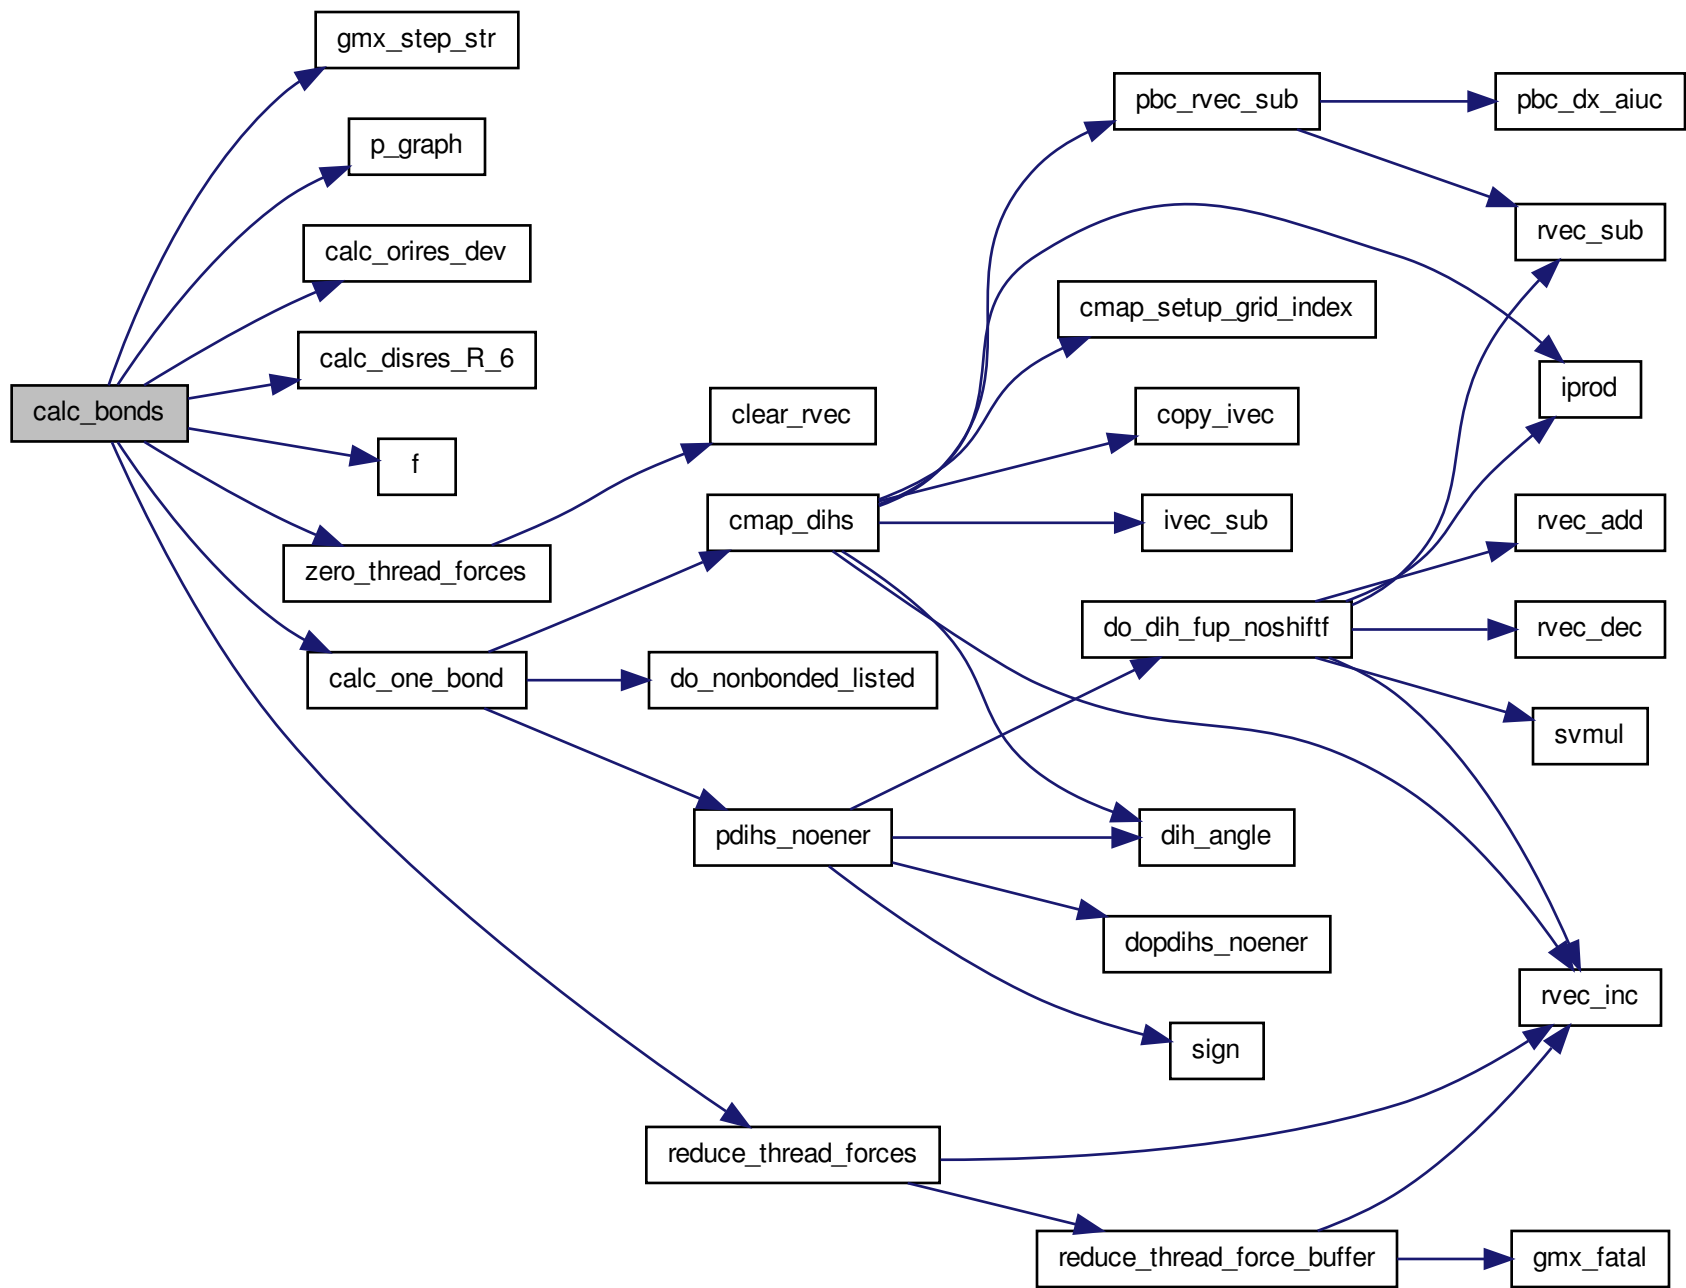 gmx_step_str
p_graph
calc_orires_dev
calc_disres_R_6
calc_bonds
f
zero_thread_forces
calc_one_bond
clear_rvec
cmap_dihs
do_nonbonded_listed
pdihs_noener
reduce_thread_forces
pbc_rvec_sub
cmap_setup_grid_index
copy_ivec
ivec_sub
do_dih_fup_noshiftf
dih_angle
dopdihs_noener
sign
reduce_thread_force_buffer
pbc_dx_aiuc
rvec_sub
iprod
rvec_add
rvec_dec
svmul
rvec_inc
gmx_fatal